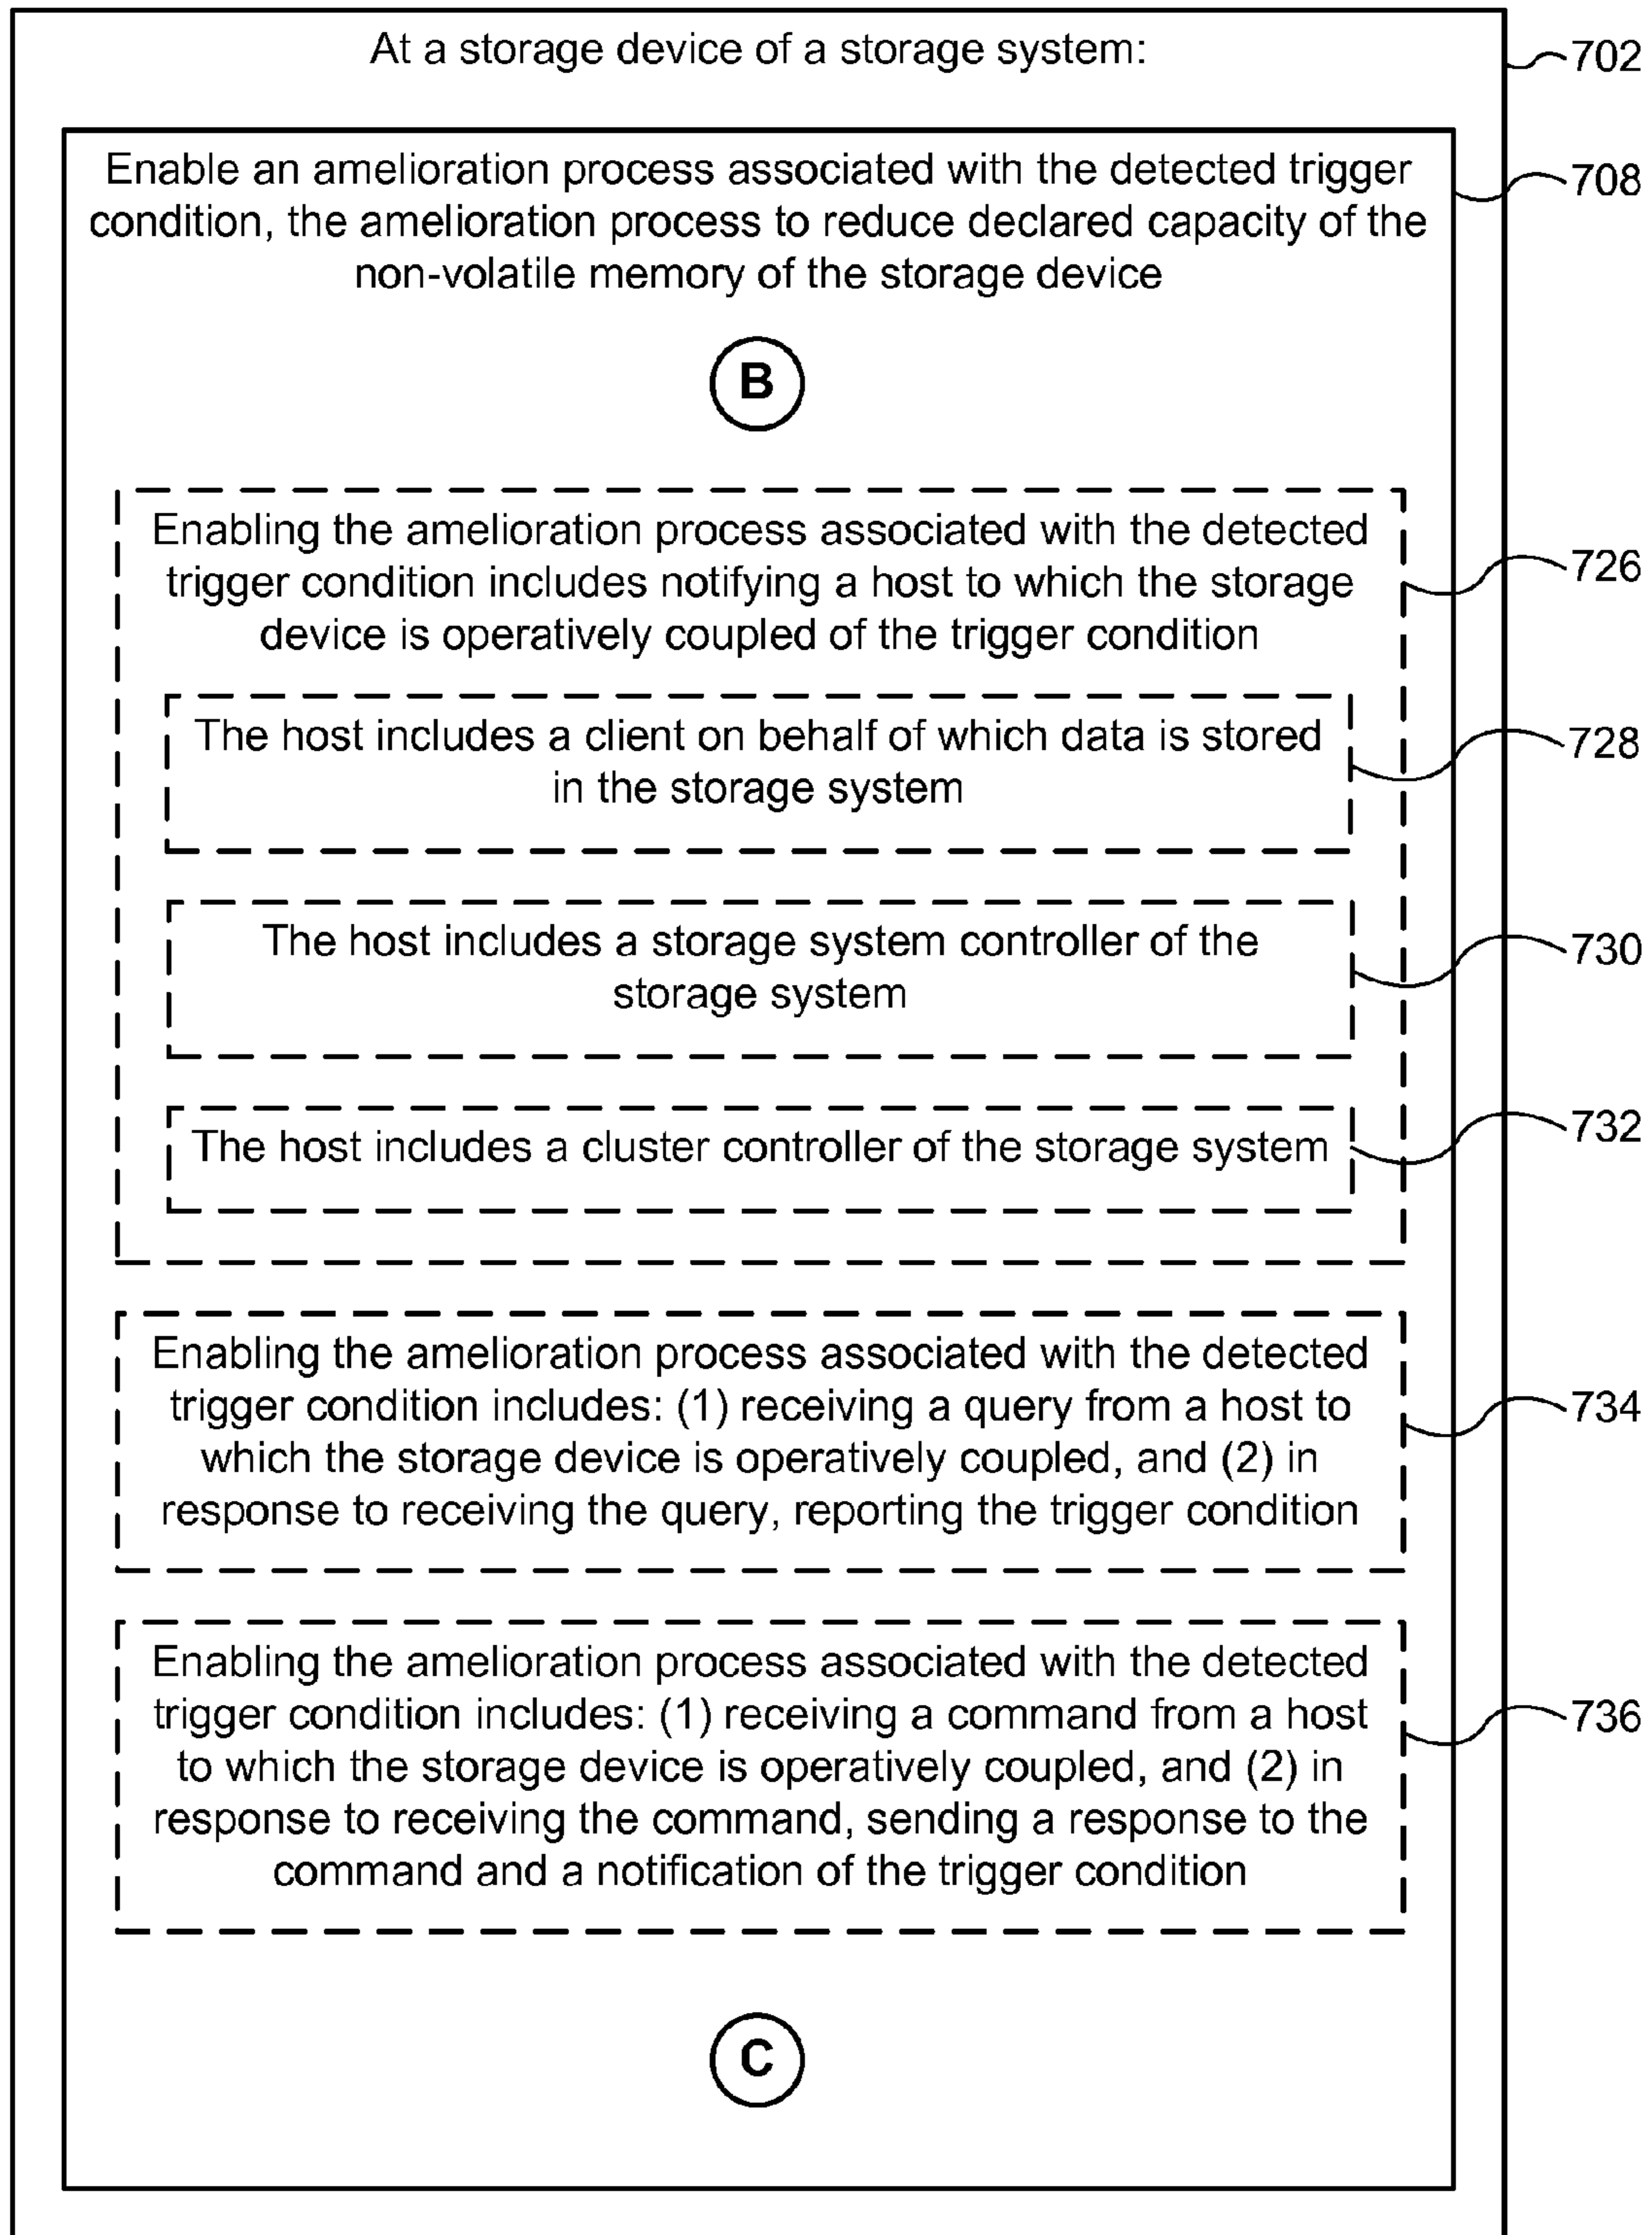 At a storage device of a storage system:
702
Enable an amelioration process associated with the detected trigger
condition, the amelioration process to reduce declared capacity of the
non-volatile memory of the storage device
708
B
Enabling the amelioration process associated with the detected
trigger condition includes notifying a host to which the storage
device is operatively coupled of the trigger condition
726
The host includes a client on behalf of which data is stored
in the storage system
728
The host includes a storage system controller of the
storage system
730
The host includes a cluster controller of the storage system
732
Enabling the amelioration process associated with the detected
trigger condition includes: (1) receiving a query from a host to
which the storage device is operatively coupled, and (2) in
response to receiving the query, reporting the trigger condition
734
Enabling the amelioration process associated with the detected
trigger condition includes: (1) receiving a command from a host
to which the storage device is operatively coupled, and (2) in
response to receiving the command, sending a response to the
command and a notification of the trigger condition
736
C